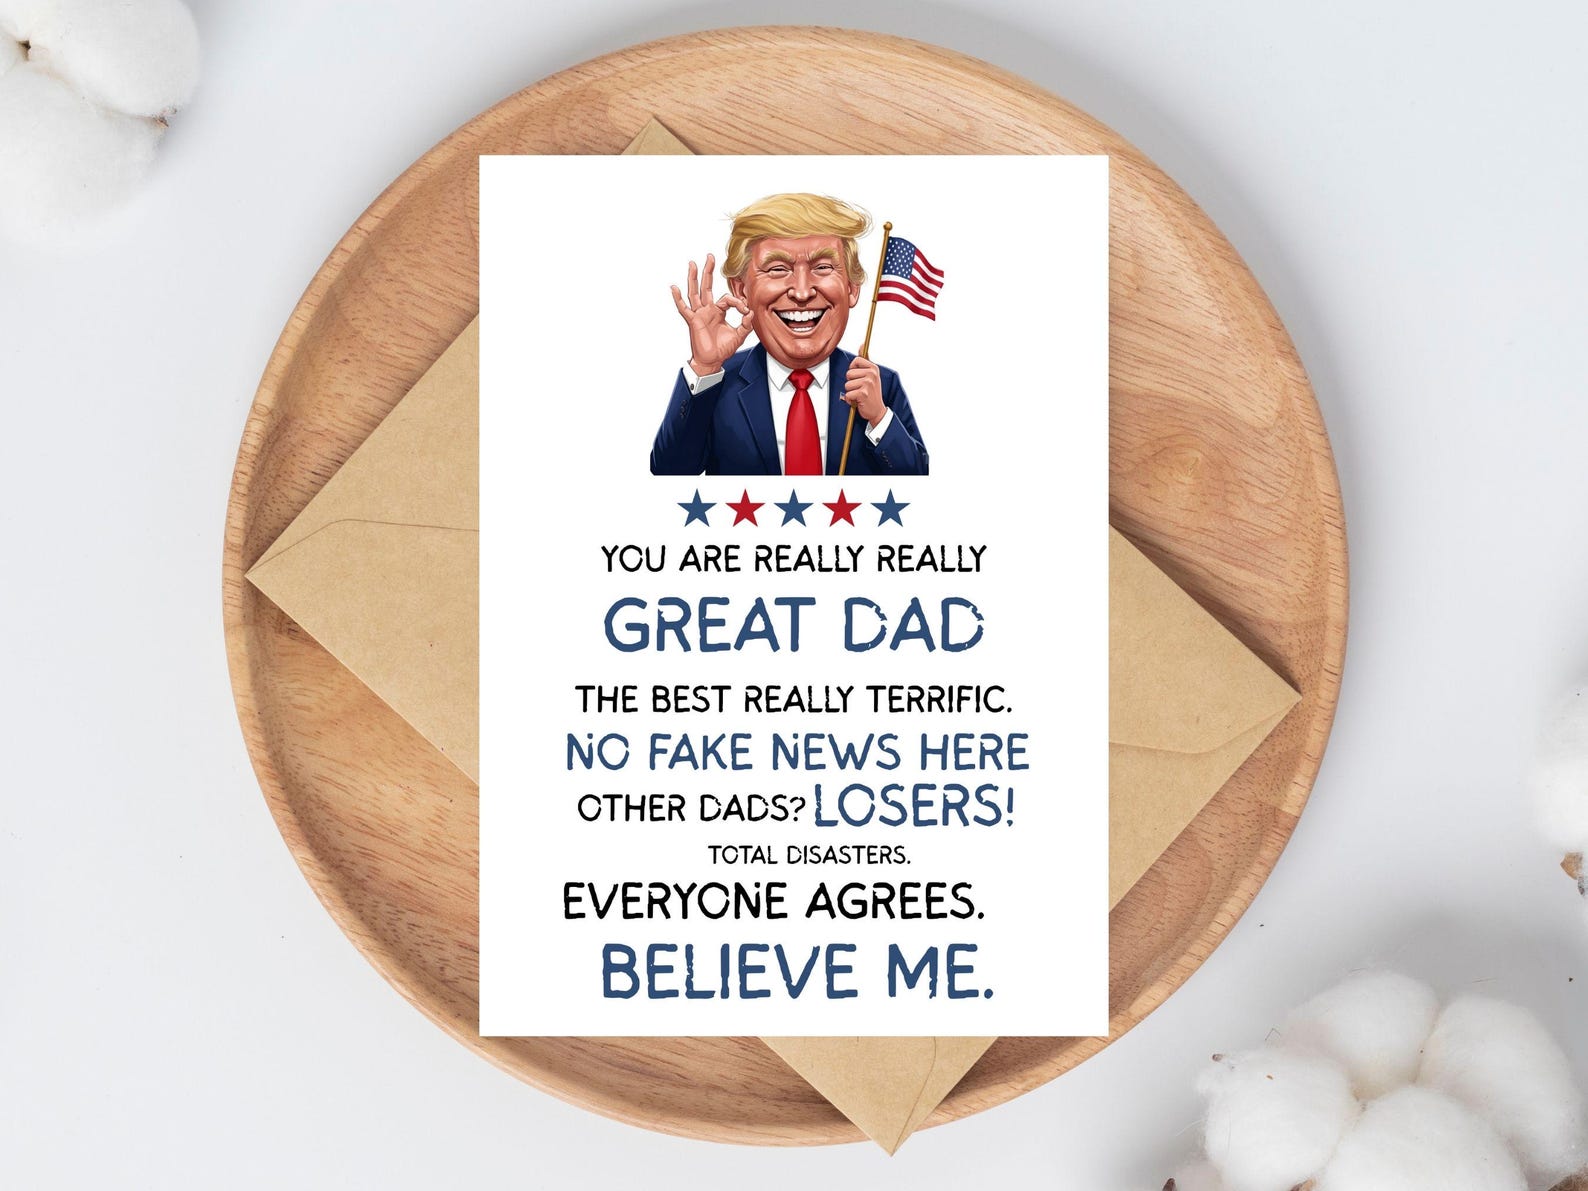 YOU ARE REALLY REALLY
GREAT DAD
THE BEST REALLY TERRIFIC.
NO FAKE NEWS HERE
OTHER DADS? LOSERS!
TOTAL DISASTERS.
EVERYONE AGREES.
BELIEVE ME.